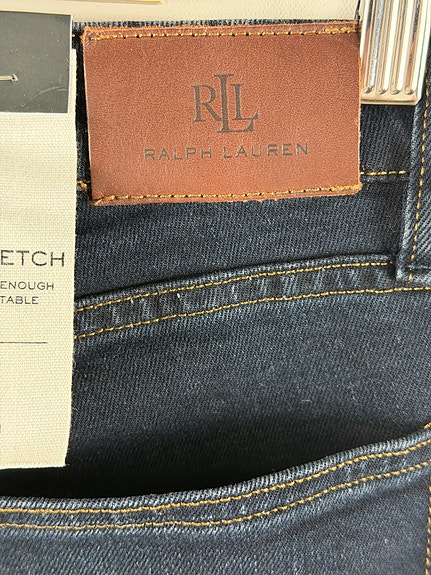 RLL
RALPH LAUREN
ETCH
ENOUGH
TABLE